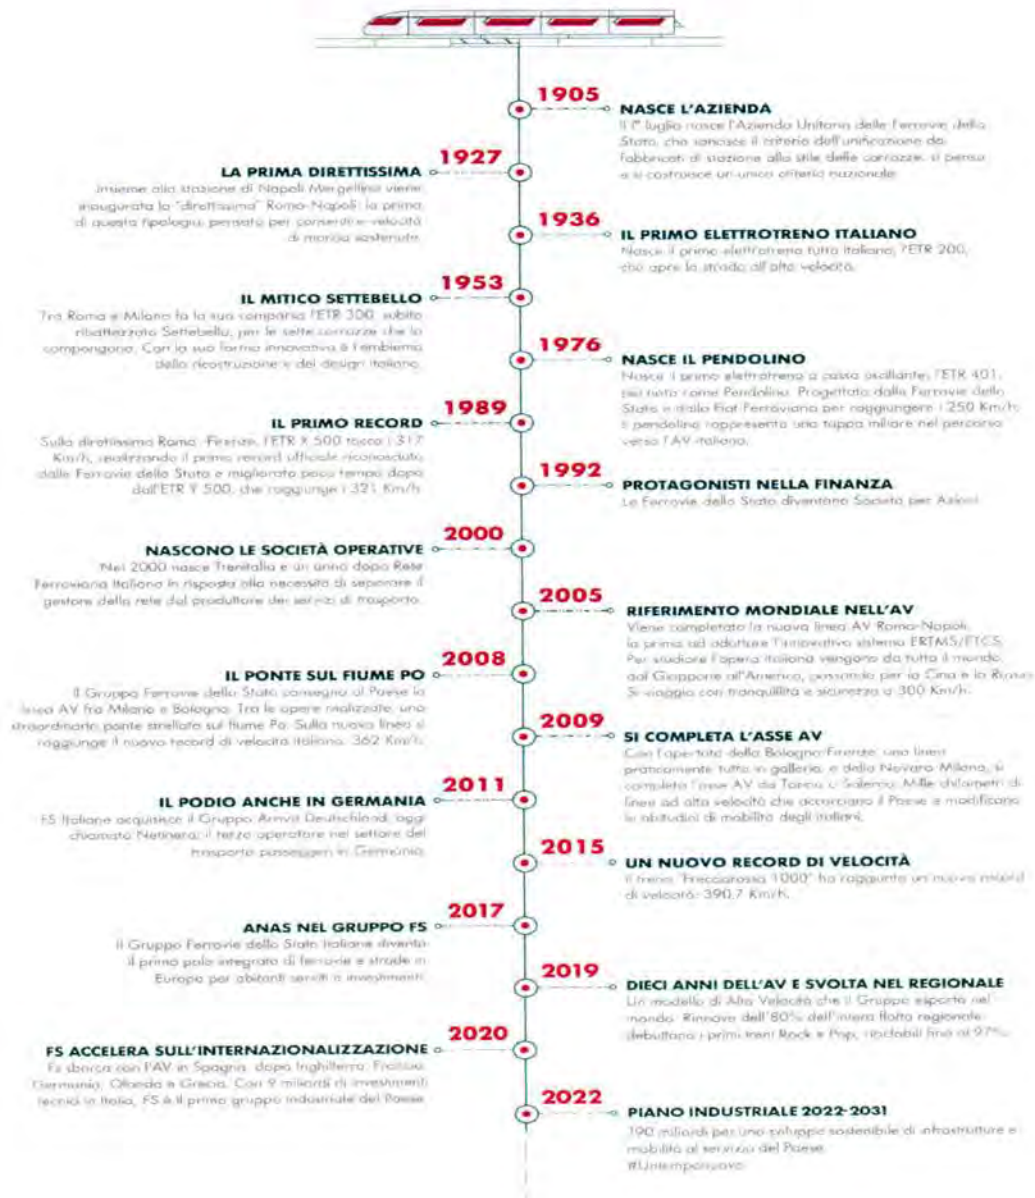 1905
NASCE L'AZIENDA
Il 1° luglio nasce l'Azienda Unitaria delle Ferrovie dello
Stato, che sancisce il criterio dell'unificazione: da
fabbricati di stazione allo stile delle carrozze, si pensa
e si costruisce un unico criterio nazionale.
1927
LA PRIMA DIRETTISSIMA
Insieme alla stazione di Napoli Mergellina viene
inaugurata la "direttissima" Roma-Napoli: la prima
di questa tipologia, pensata per consentire velocità
di marcia sostenute.
1936
IL PRIMO ELETTROTRENO ITALIANO
Nasce il primo elettrotreno tutto italiano, l'ETR 200,
che apre la strada all'alta velocità.
1953
IL MITICO SETTEBELLO
Tra Roma e Milano fa la sua comparsa l'ETR 300, subito
ribattezzato Settebello, per le sette carrozze che lo
compongono. Con la sua forma innovativa è l'emblema
della ricostruzione e del design italiano.
1976
NASCE IL PENDOLINO
Nasce il primo elettrotreno a cassa oscillante, l'ETR 401,
più noto come Pendolino. Progettato dalle Ferrovie dello
Stato e dalla Fiat Ferroviaria per raggiungere i 250 Km/h,
il pendolino rappresenta una tappa miliare nel percorso
verso l'AV italiana.
1989
IL PRIMO RECORD
Sulla direttissima Roma-Firenze, l'ETR X 500 tocca i 317
Km/h, realizzando il primo record ufficiale riconosciuto
dalle Ferrovie dello Stato e migliorato poco tempo dopo
dall'ETR Y 500, che raggiunge i 321 Km/h.
1992
PROTAGONISTI NELLA FINANZA
Le Ferrovie dello Stato diventano Società per Azioni.
2000
NASCONO LE SOCIETÀ OPERATIVE
Nel 2000 nasce Trenitalia e un anno dopo Rete
Ferroviaria Italiana in risposta alla necessità di separare il
gestore della rete dal produttore dei servizi di trasporto.
2005
RIFERIMENTO MONDIALE NELL'AV
Viene completata la nuova linea AV Roma-Napoli,
la prima ad adottare l'innovativo sistema ERTMS/ETCS.
Per studiare l'opera italiana vengono da tutto il mondo,
dal Giappone all'America, passando per la Cina e la Russia.
Si viaggia con tranquillità e sicurezza a 300 Km/h.
2008
IL PONTE SUL FIUME PO
Il Gruppo Ferrovie dello Stato consegna al Paese la
linea AV fra Milano e Bologna. Tra le opere realizzate, uno
straordinario ponte strallato sul fiume Po. Sulla nuova linea si
raggiunge il nuovo record di velocità italiano, 362 Km/h.
2009
SI COMPLETA L'ASSE AV
Con l'apertura della Bologna-Firenze, una linea
praticamente tutta in galleria, e della Novara-Milano, si
completa l'asse AV da Torino a Salerno. Mille chilometri di
linea ad alta velocità che accorciano il Paese e modificano
le abitudini di mobilità degli italiani.
2011
IL PODIO ANCHE IN GERMANIA
FS Italiane acquisisce il Gruppo Arriva Deutschland, oggi
chiamato Netinera, il terzo operatore nel settore del
trasporto passeggeri in Germania.
2015
UN NUOVO RECORD DI VELOCITÀ
Il treno "Frecciarossa 1000" ha raggiunto un nuovo record
di velocità: 390,7 Km/h.
2017
ANAS NEL GRUPPO FS
Il Gruppo Ferrovie dello Stato Italiane diventa
il primo polo integrato di ferrovie e strade in
Europa per abitanti serviti e investimenti.
2019
DIECI ANNI DELL'AV E SVOLTA NEL REGIONALE
Un modello di Alta Velocità che il Gruppo esporta nel
mondo. Rinnovo dell'80% dell'intera flotta regionale:
debuttano i primi treni Rock e Pop, riciclabili fino al 97%.
2020
FS ACCELERA SULL'INTERNAZIONALIZZAZIONE
Fs sbarca con l'AV in Spagna, dopo Inghilterra, Francia,
Germania, Olanda e Grecia. Con 9 miliardi di investimenti
tecnici in Italia, FS è il primo gruppo industriale del Paese.
2022
PIANO INDUSTRIALE 2022-2031
190 miliardi per uno sviluppo sostenibile di infrastrutture e
mobilità al servizio del Paese.
#Untemponuovo